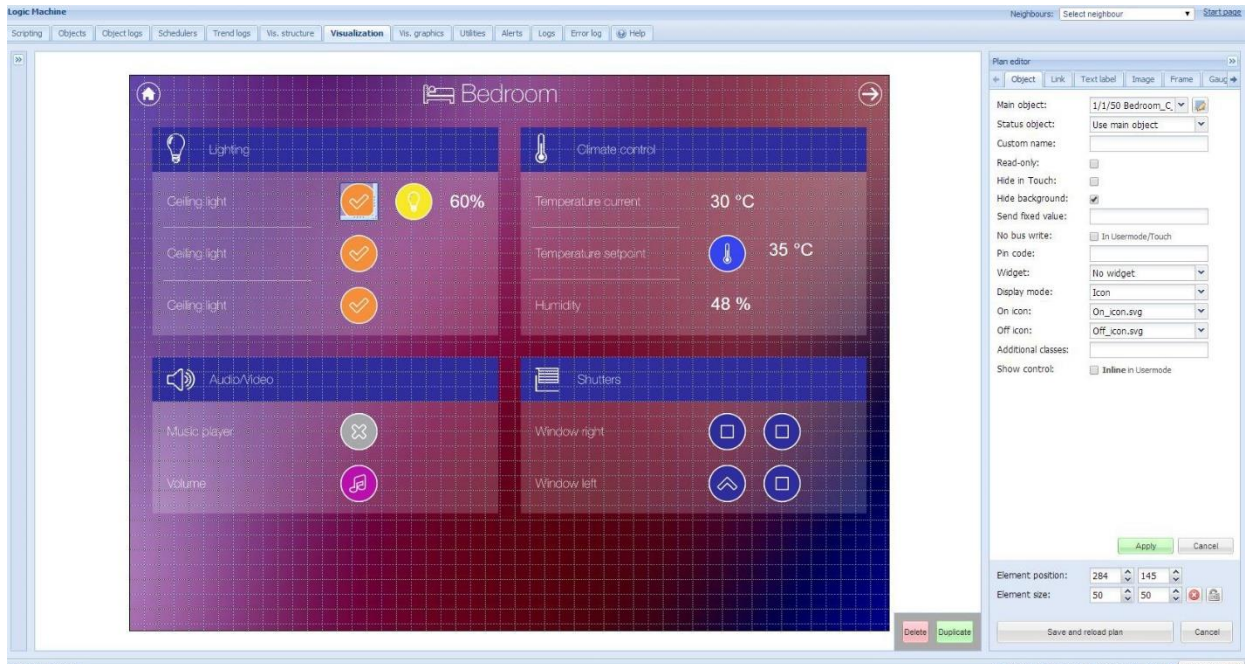 Logic Machine
Neighbours: Select neighbour Start page
Scripting Objects Object logs Schedulers Trend logs Vis. structure Visualization Vis. graphics Utilities Alerts Logs Error log Help
Plan editor
Object Link Text label Image Frame Gaug
Bedroom
Lighting
Ceiling light 60%
Ceiling light
Ceiling light
Climate control
Temperature current 30 °C
Temperature setpoint 35 °C
Humidity 48 %
Audio/Video
Music player
Volume
Shutters
Window right
Window left
Delete Duplicate
Main object: 1/1/50 Bedroom_C_
Status object: Use main object
Custom name:
Read-only:
Hide in Touch:
Hide background:
Send fixed value:
No bus write: In Usermode/Touch
Pin code:
Widget: No widget
Display mode: Icon
On icon: On_icon.svg
Off icon: Off_icon.svg
Additional classes:
Show control: Inline in Usermode
Apply Cancel
Element position: 284 145
Element size: 50 50
Save and reload plan Cancel